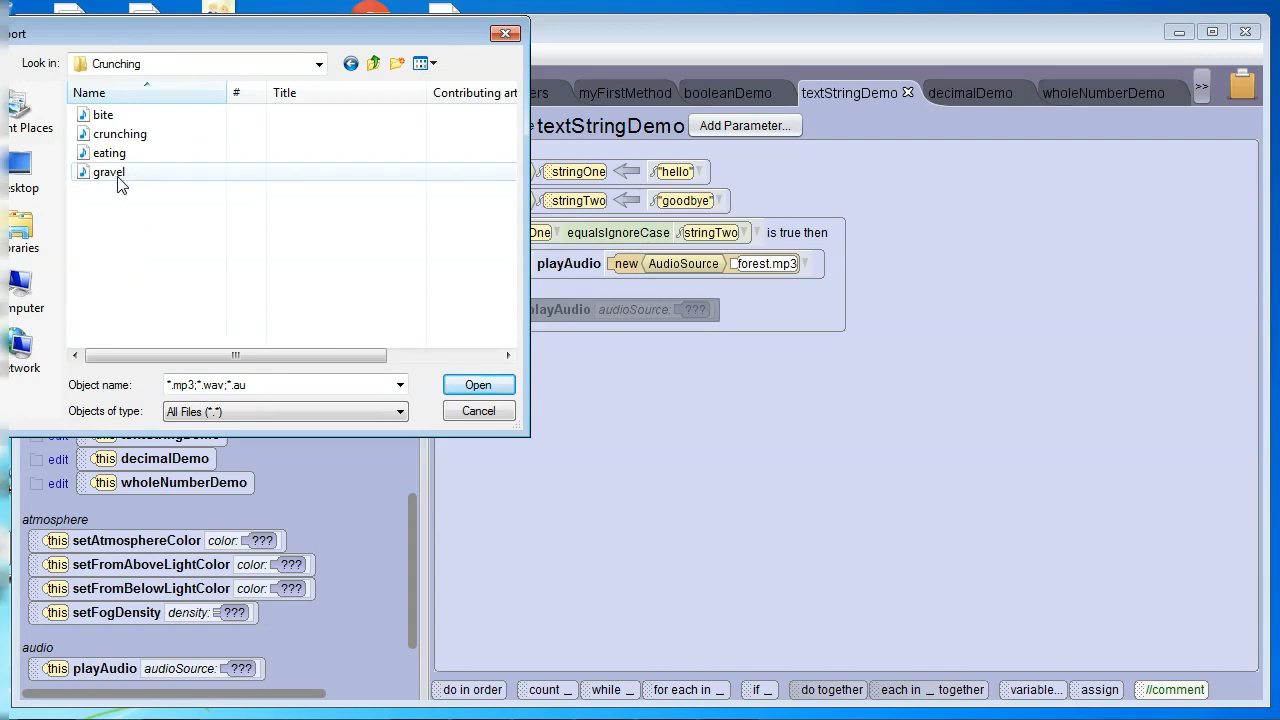 ort
Look in: Crunching
Name # Title Contributing art
bite
crunching
eating
gravel
nt Places
sktop
raries
mputer
etwork
Object name: *.mp3;*.wav;*.au Open
Objects of type: All Files (*.*) Cancel
ers myFirstMethod booleanDemo textStringDemo decimalDemo wholeNumberDemo >>
textStringDemo Add Parameter...
stringOne "hello"
stringTwo "goodbye"
One equalsIgnoreCase stringTwo is true then
playAudio new AudioSource forest.mp3
playAudio audioSource: ???
edit textStringDemo
edit this decimalDemo
edit this wholeNumberDemo
atmosphere
this setAtmosphereColor color: ???
this setFromAboveLightColor color: ???
this setFromBelowLightColor color: ???
this setFogDensity density: ???
audio
this playAudio audioSource: ???
do in order count _ while _ for each in _ if _ do together each in _ together variable... assign //comment